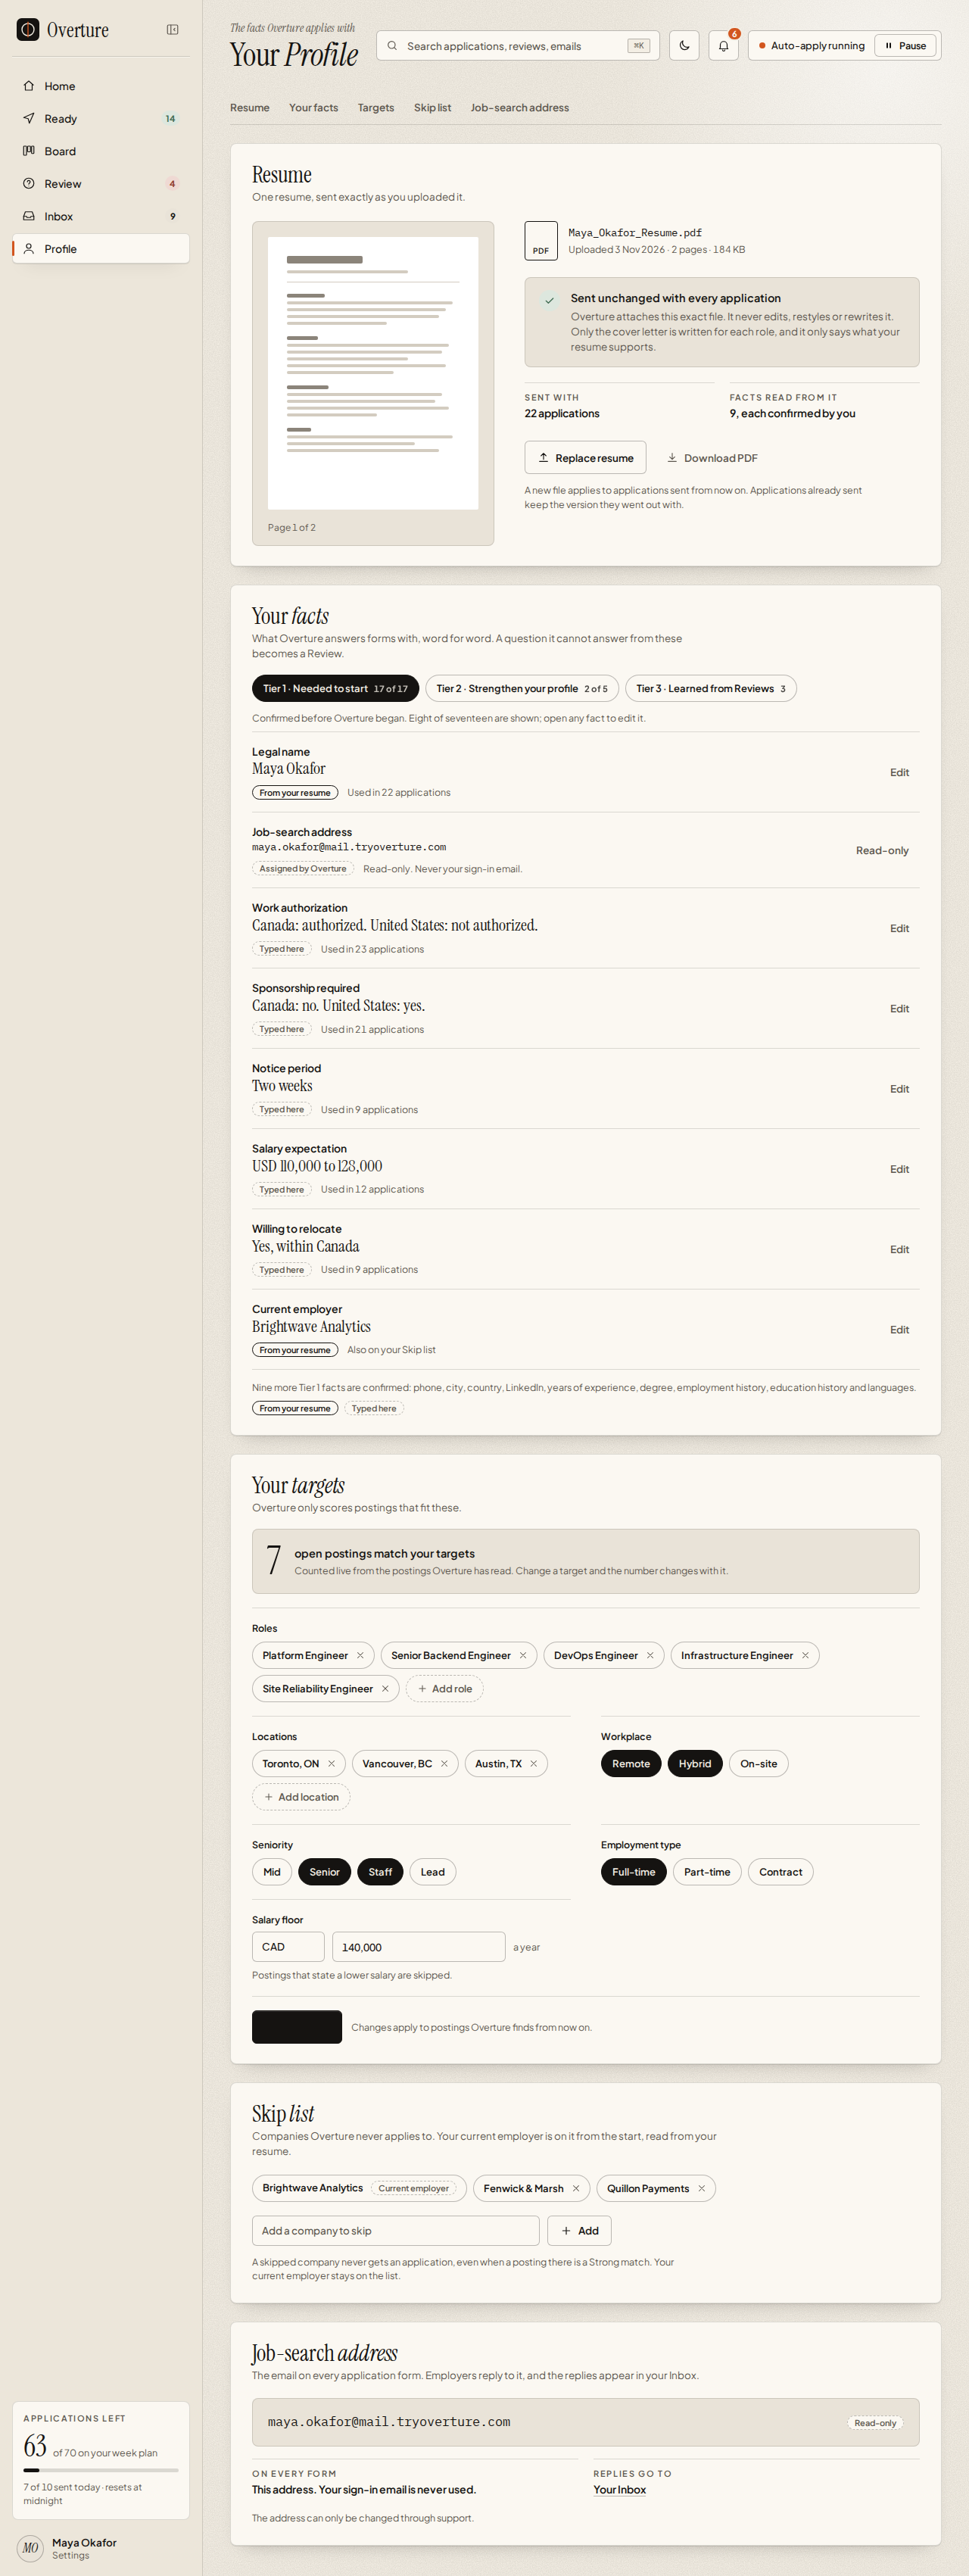 Overture
Home
Ready 14
Board
Review 4
Inbox 9
Profile
APPLICATIONS LEFT
63 of 70 on your week plan
7 of 10 sent today · resets at
midnight
MO
Maya Okafor
Settings
The facts Overture applies with
Your Profile
Search applications, reviews, emails ⌘K
6
Auto-apply running
Pause
Resume Your facts Targets Skip list Job-search address
Resume
One resume, sent exactly as you uploaded it.
Page 1 of 2
PDF
Maya_Okafor_Resume.pdf
Uploaded 3 Nov 2026 · 2 pages · 184 KB
Sent unchanged with every application
Overture attaches this exact file. It never edits, restyles or rewrites it.
Only the cover letter is written for each role, and it only says what your
resume supports.
SENT WITH
22 applications
FACTS READ FROM IT
9, each confirmed by you
Replace resume
Download PDF
A new file applies to applications sent from now on. Applications already sent
keep the version they went out with.
Your facts
What Overture answers forms with, word for word. A question it cannot answer from these
becomes a Review.
Tier 1 · Needed to start 17 of 17
Tier 2 · Strengthen your profile 2 of 5
Tier 3 · Learned from Reviews 3
Confirmed before Overture began. Eight of seventeen are shown; open any fact to edit it.
Legal name
Maya Okafor
From your resume Used in 22 applications
Edit
Job-search address
maya.okafor@mail.tryoverture.com
Assigned by Overture Read-only. Never your sign-in email.
Read-only
Work authorization
Canada: authorized. United States: not authorized.
Typed here Used in 23 applications
Edit
Sponsorship required
Canada: no. United States: yes.
Typed here Used in 21 applications
Edit
Notice period
Two weeks
Typed here Used in 9 applications
Edit
Salary expectation
USD 110,000 to 128,000
Typed here Used in 12 applications
Edit
Willing to relocate
Yes, within Canada
Typed here Used in 9 applications
Edit
Current employer
Brightwave Analytics
From your resume Also on your Skip list
Edit
Nine more Tier 1 facts are confirmed: phone, city, country, LinkedIn, years of experience, degree, employment history, education history and languages.
From your resume Typed here
Your targets
Overture only scores postings that fit these.
7
open postings match your targets
Counted live from the postings Overture has read. Change a target and the number changes with it.
Roles
Platform Engineer
Senior Backend Engineer
DevOps Engineer
Infrastructure Engineer
Site Reliability Engineer
Add role
Locations
Toronto, ON
Vancouver, BC
Austin, TX
Add location
Workplace
Remote Hybrid On-site
Seniority
Mid Senior Staff Lead
Employment type
Full-time Part-time Contract
Salary floor
CAD 140,000 a year
Postings that state a lower salary are skipped.
Changes apply to postings Overture finds from now on.
Skip list
Companies Overture never applies to. Your current employer is on it from the start, read from your
resume.
Brightwave Analytics Current employer
Fenwick & Marsh
Quillon Payments
Add a company to skip
Add
A skipped company never gets an application, even when a posting there is a Strong match. Your
current employer stays on the list.
Job-search address
The email on every application form. Employers reply to it, and the replies appear in your Inbox.
maya.okafor@mail.tryoverture.com
Read-only
ON EVERY FORM
This address. Your sign-in email is never used.
REPLIES GO TO
Your Inbox
The address can only be changed through support.